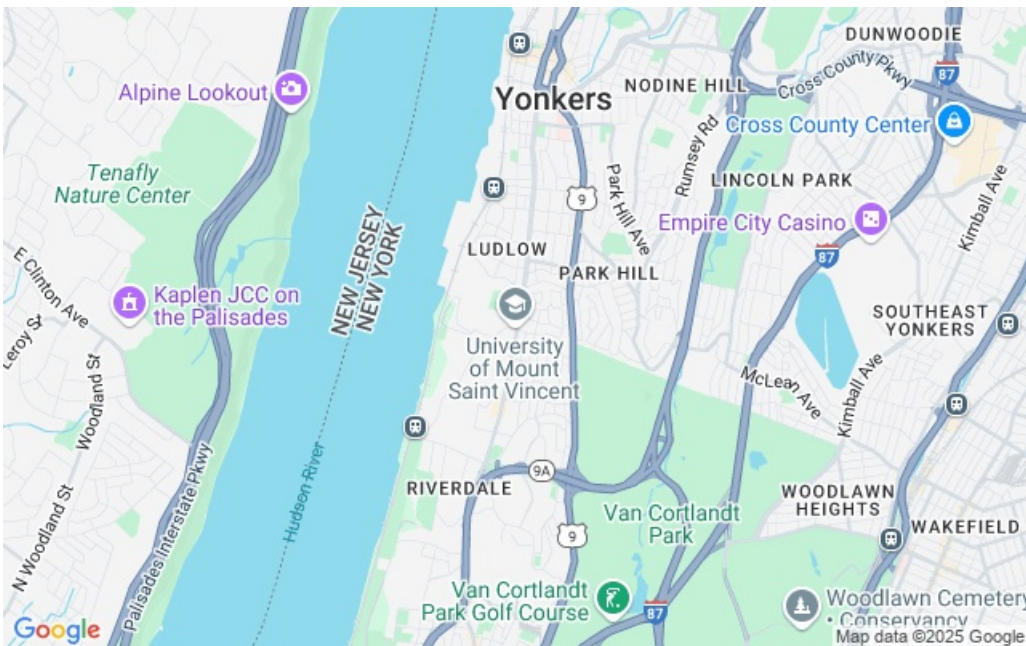 DUNWOODIE
Cross County Pkwy
87
Alpine Lookout
Yonkers
NODINE HILL
Cross County Center
Rumsey Rd
Tenafly
Nature Center
Park Hill Ave
LINCOLN PARK
Kimball Ave
9
Empire City Casino
NEW JERSEY
NEW YORK
LUDLOW
87
E Clinton Ave
PARK HILL
Kaplen JCC on
the Palisades
SOUTHEAST
YONKERS
Leroy St
University
of Mount
Saint Vincent
McLean Ave
Kimball Ave
Woodland St
9A
RIVERDALE
Hudson River
Palisades Interstate Pkwy
WOODLAWN
HEIGHTS
Van Cortlandt
Park
WAKEFIELD
N Woodland St
9
Van Cortlandt
Park Golf Course
87
Woodlawn Cemetery
• Conservancy
Google
Map data ©2025 Google